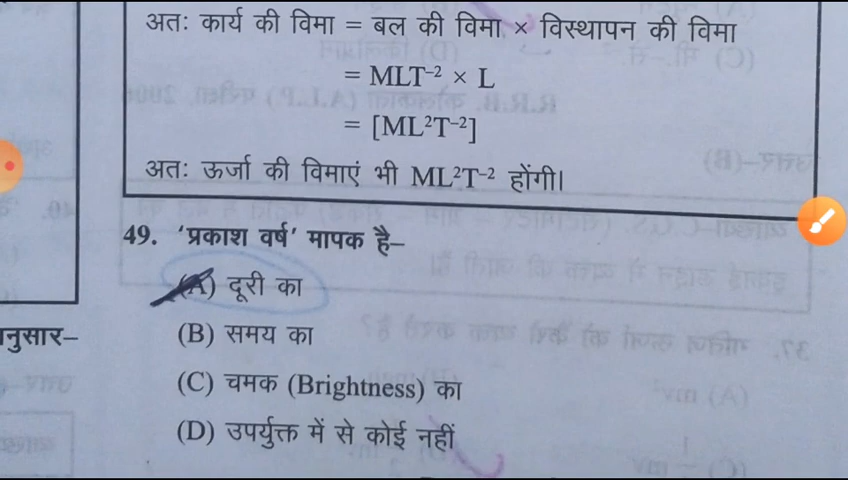 अतः कार्य की विमा = बल की विमा × विस्थापन की विमा
= MLT⁻² × L
= [ML²T⁻²]
अतः ऊर्जा की विमाएं भी ML²T⁻² होंगी।
49. 'प्रकाश वर्ष' मापक है–
(A) दूरी का
(B) समय का
(C) चमक (Brightness) का
(D) उपर्युक्त में से कोई नहीं
नुसार–